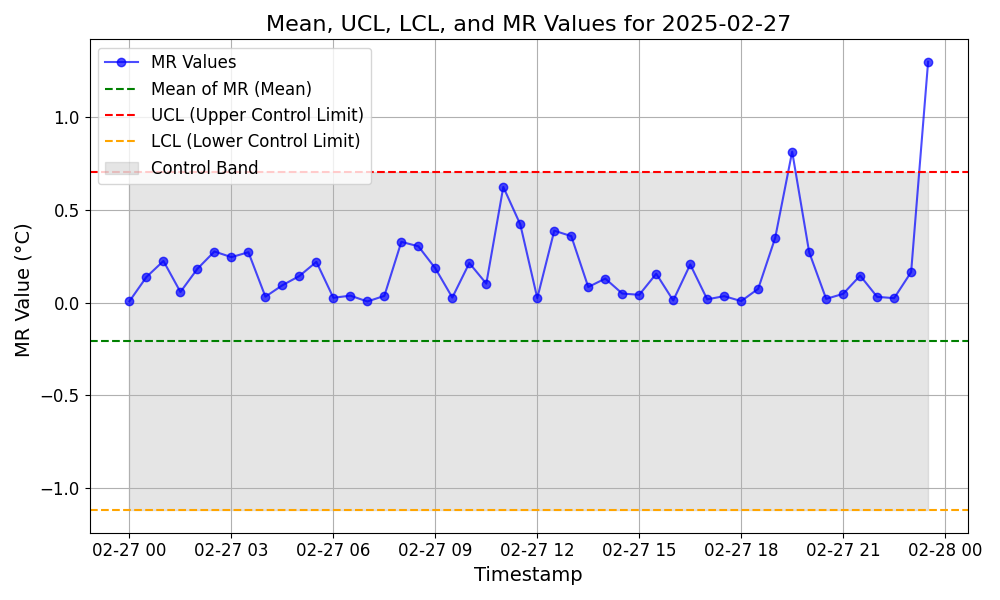 Mean, UCL, LCL, and MR Values for 2025-02-27
MR Values
Mean of MR (Mean)
UCL (Upper Control Limit)
LCL (Lower Control Limit)
Control Band
MR Value (°C)
1.0
0.5
0.0
−0.5
−1.0
02-27 00 02-27 03 02-27 06 02-27 09 02-27 12 02-27 15 02-27 18 02-27 21 02-28 00
Timestamp